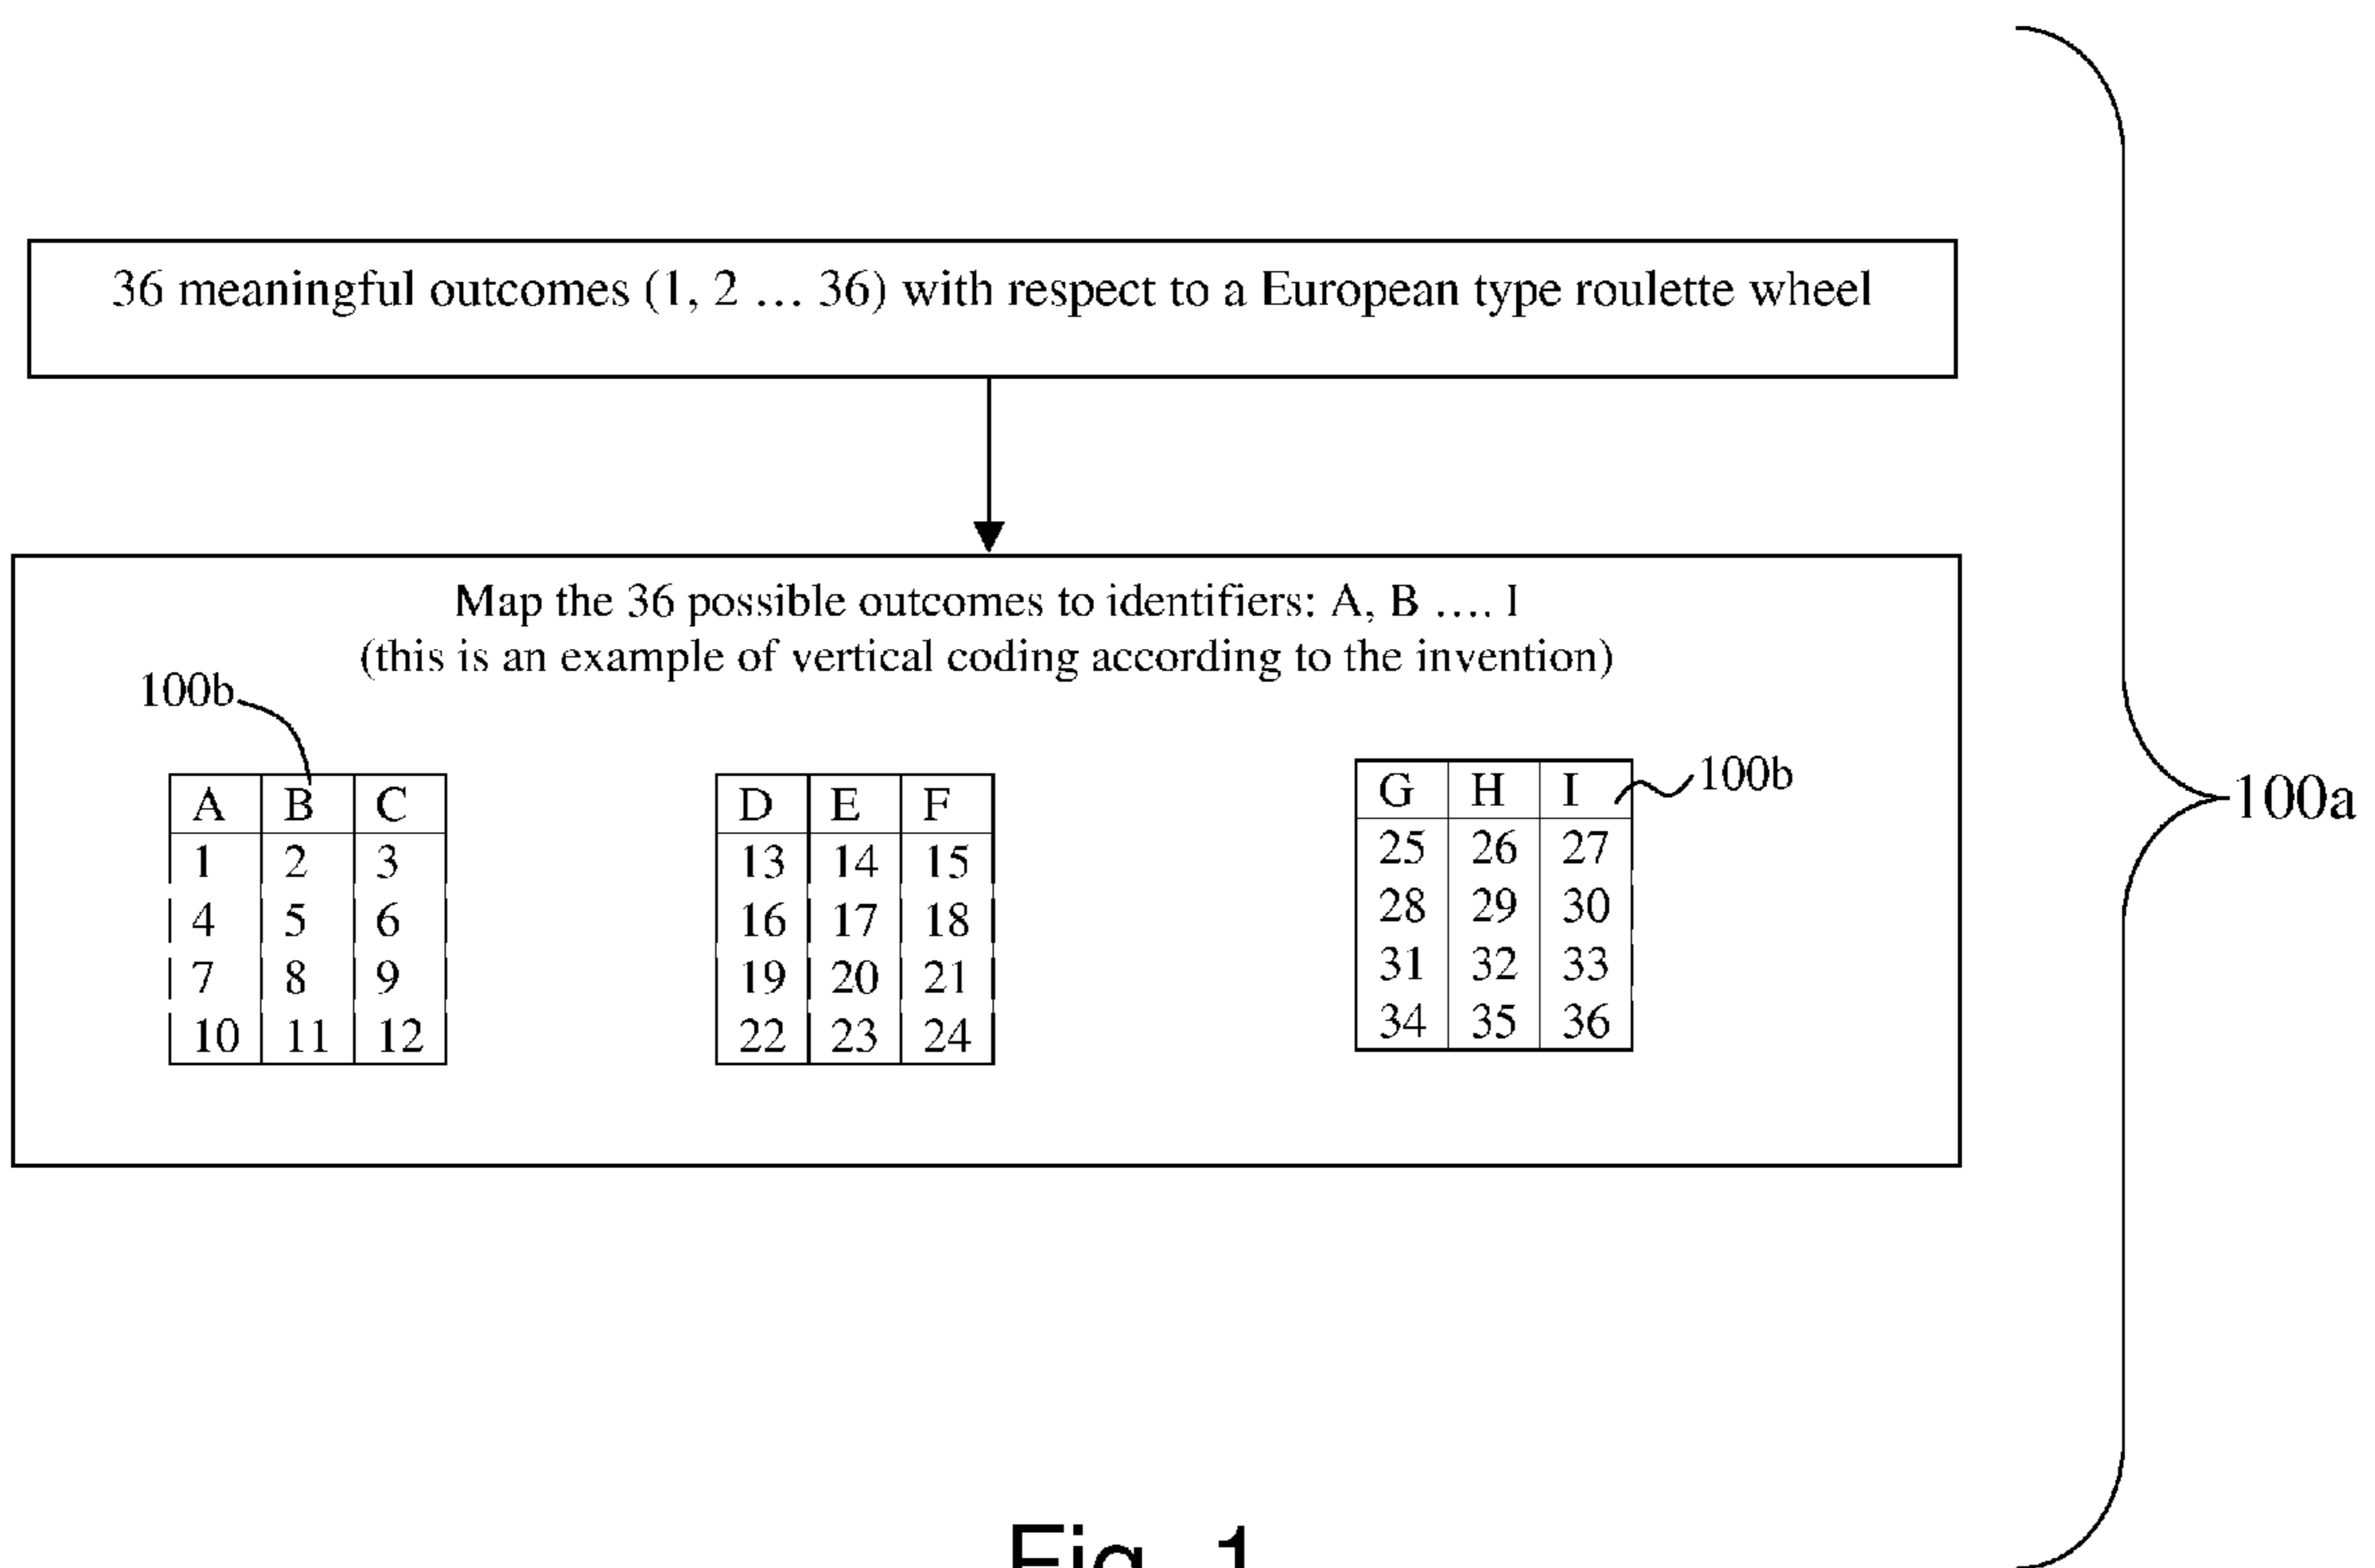 36 meaningful outcomes (1, 2 ... 36) with respect to a European type roulette wheel
Map the 36 possible outcomes to identifiers: A, B .... I
(this is an example of vertical coding according to the invention)
100b
100b
100a
A B C
1 2 3
4 5 6
7 8 9
10 11 12
D E F
13 14 15
16 17 18
19 20 21
22 23 24
G H I
25 26 27
28 29 30
31 32 33
34 35 36
Fig. 1